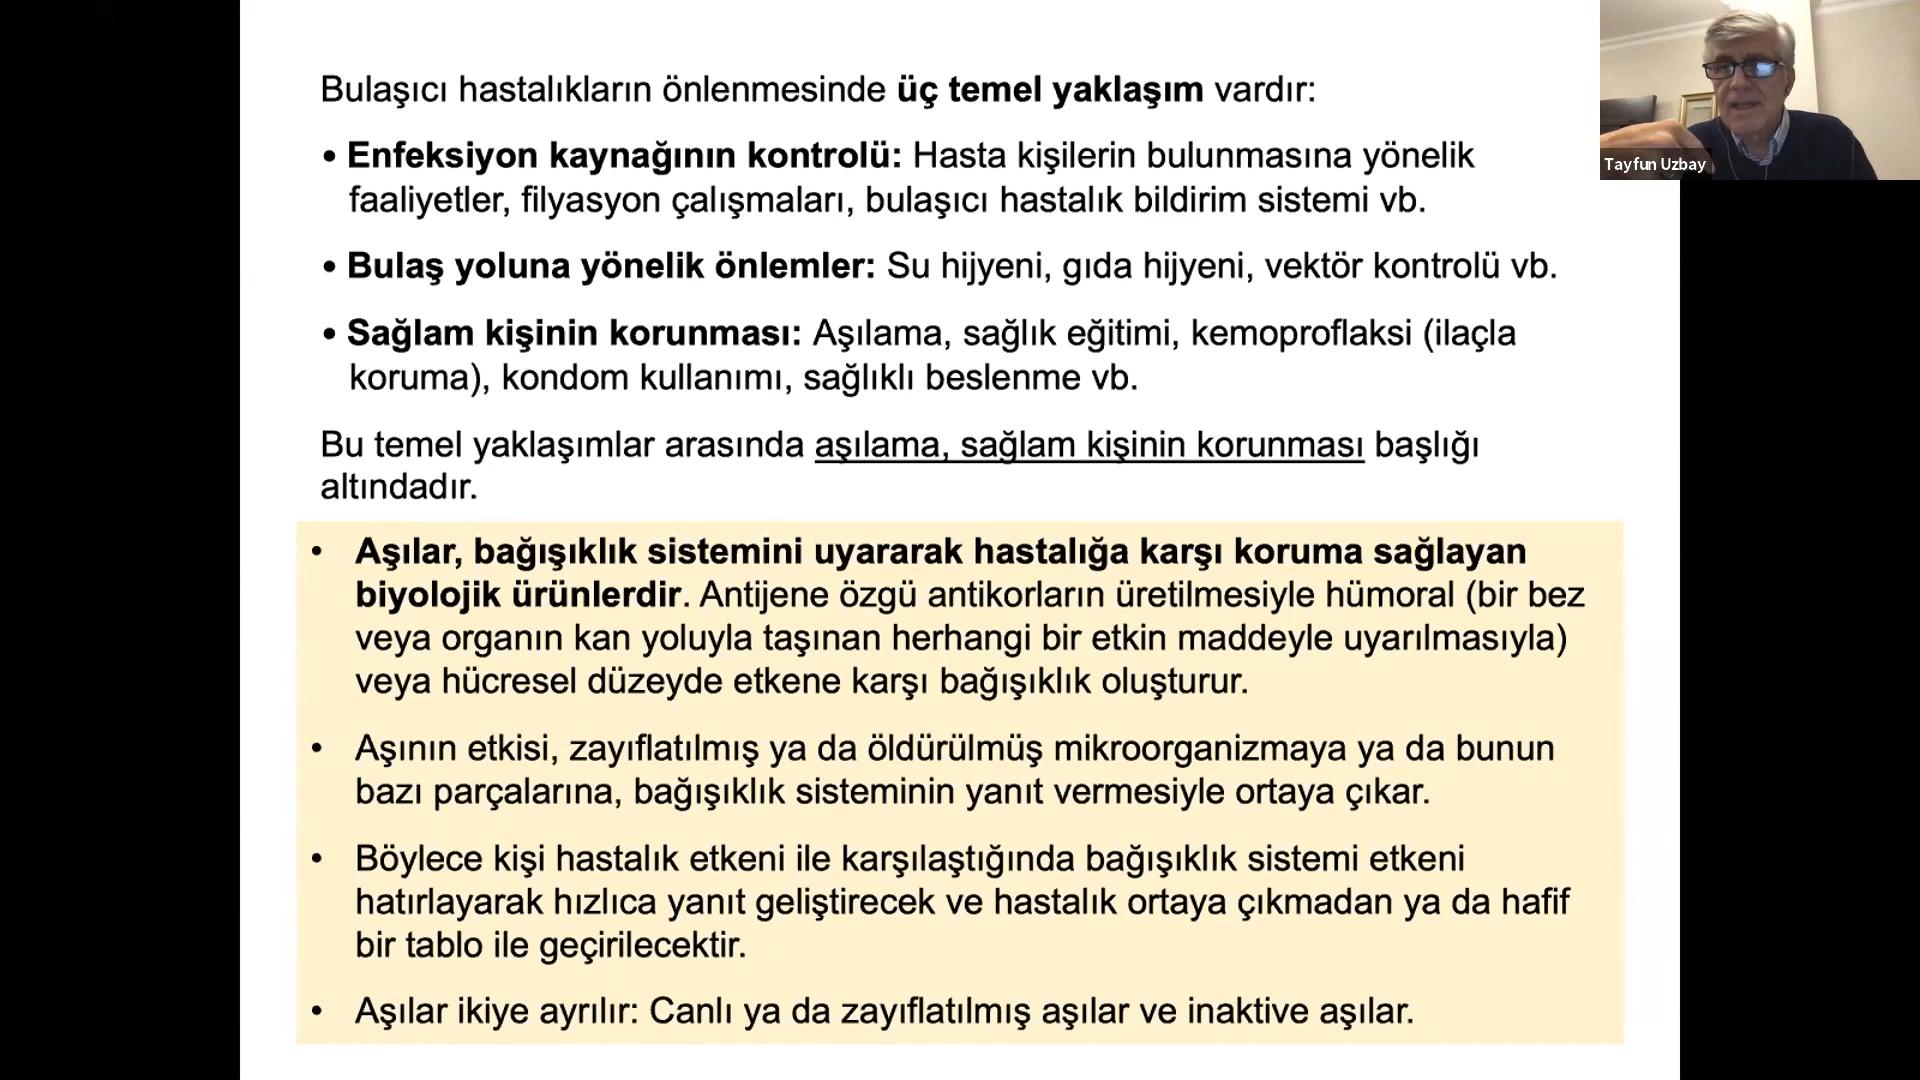 Bulaşıcı hastalıkların önlenmesinde üç temel yaklaşım vardır:
• Enfeksiyon kaynağının kontrolü: Hasta kişilerin bulunmasına yönelik
faaliyetler, filyasyon çalışmaları, bulaşıcı hastalık bildirim sistemi vb.
• Bulaş yoluna yönelik önlemler: Su hijyeni, gıda hijyeni, vektör kontrolü vb.
• Sağlam kişinin korunması: Aşılama, sağlık eğitimi, kemoproflaksi (ilaçla
koruma), kondom kullanımı, sağlıklı beslenme vb.
Bu temel yaklaşımlar arasında aşılama, sağlam kişinin korunması başlığı
altındadır.
• Aşılar, bağışıklık sistemini uyararak hastalığa karşı koruma sağlayan
biyolojik ürünlerdir. Antijene özgü antikorların üretilmesiyle hümoral (bir bez
veya organın kan yoluyla taşınan herhangi bir etkin maddeyle uyarılmasıyla)
veya hücresel düzeyde etkene karşı bağışıklık oluşturur.
• Aşının etkisi, zayıflatılmış ya da öldürülmüş mikroorganizmaya ya da bunun
bazı parçalarına, bağışıklık sisteminin yanıt vermesiyle ortaya çıkar.
• Böylece kişi hastalık etkeni ile karşılaştığında bağışıklık sistemi etkeni
hatırlayarak hızlıca yanıt geliştirecek ve hastalık ortaya çıkmadan ya da hafif
bir tablo ile geçirilecektir.
• Aşılar ikiye ayrılır: Canlı ya da zayıflatılmış aşılar ve inaktive aşılar.
Tayfun Uzbay